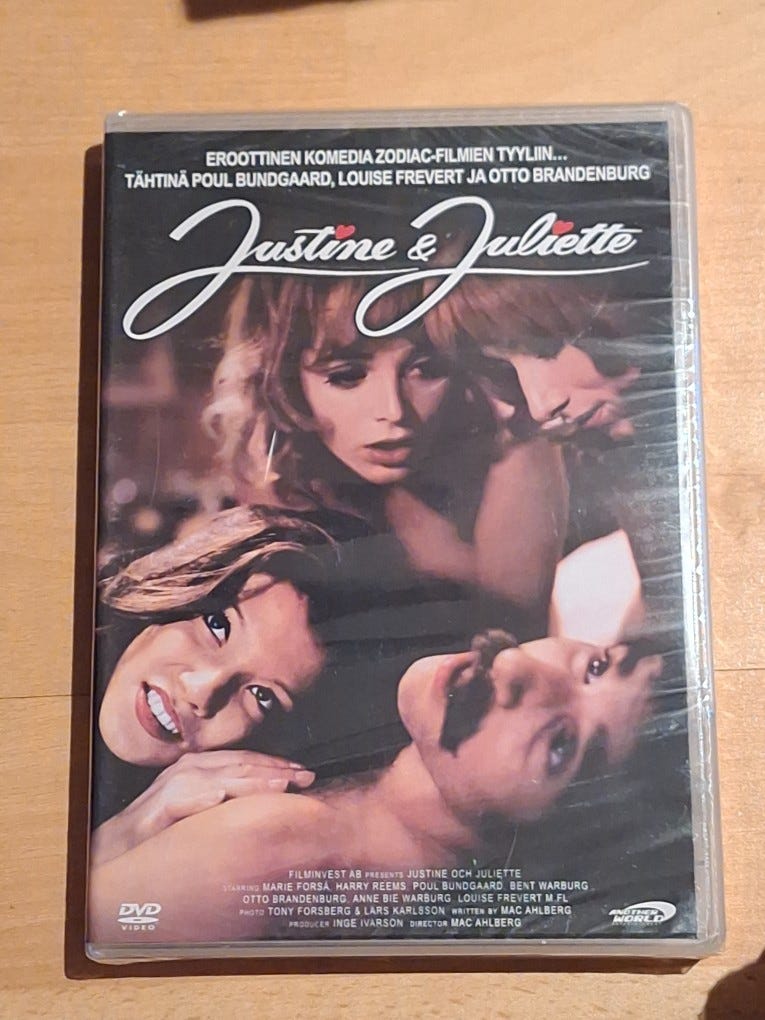 EROOTTINEN KOMEDIA ZODIAC-FILMIEN TYYLIIN...
TÄHTINÄ POUL BUNDGAARD, LOUISE FREVERT JA OTTO BRANDENBURG
Justine & Juliette
FILMINVEST AB PRESENTS JUSTINE OCH JULIETTE
STARRING MARIE FORSÅ, HARRY REEMS, POUL BUNDGAARD, BENT WARBURG
OTTO BRANDENBURG, ANNE BIE WARBURG, LOUISE FREVERT M.FL
PHOTO TONY FORSBERG & LARS KARLSSON WRITTEN BY MAC AHLBERG
PRODUCER INGE IVARSON DIRECTOR MAC AHLBERG
DVD
VIDEO
ANOTHER
WORLD